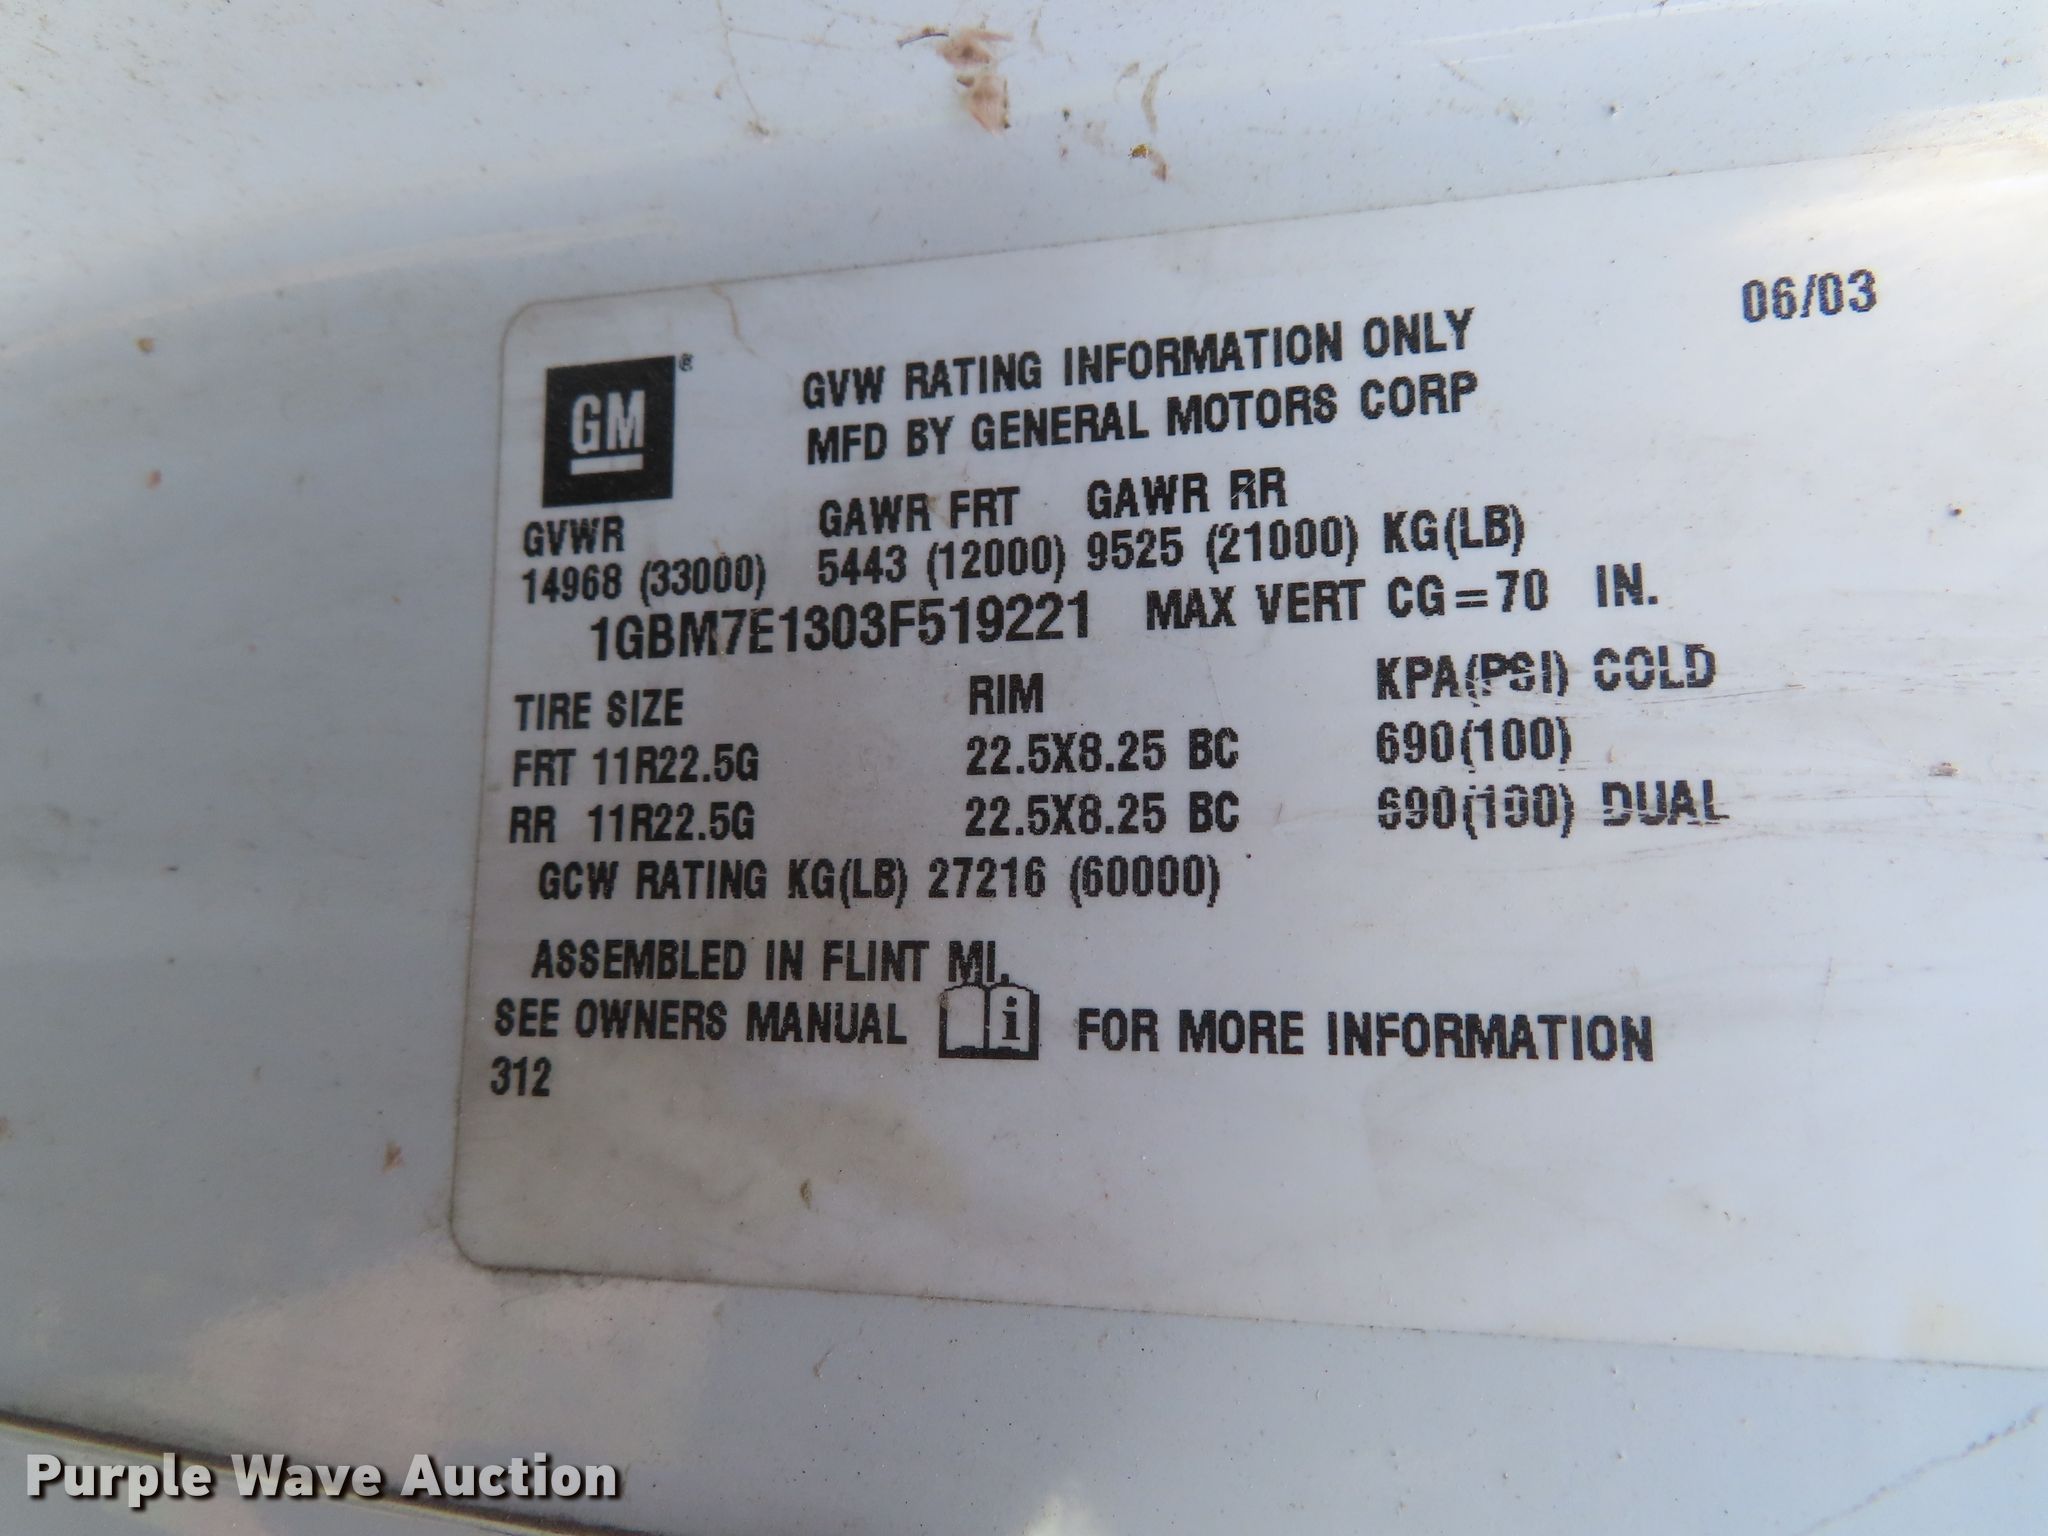 06/03
GM®
GVW RATING INFORMATION ONLY
MFD BY GENERAL MOTORS CORP
GVWR GAWR FRT GAWR RR
14968 (33000) 5443 (12000) 9525 (21000) KG(LB)
1GBM7E1303F519221 MAX VERT CG=70 IN.
TIRE SIZE RIM KPA(PSI) COLD
FRT 11R22.5G 22.5X8.25 BC 690(100)
RR 11R22.5G 22.5X8.25 BC 690(100) DUAL
GCW RATING KG(LB) 27216 (60000)
ASSEMBLED IN FLINT MI.
SEE OWNERS MANUAL i FOR MORE INFORMATION
312
Purple Wave Auction